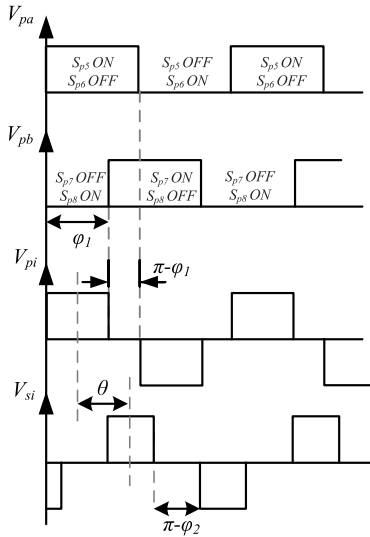 V_pa
S_p5 ON S_p5 OFF S_p5 ON
S_p6 OFF S_p6 ON S_p6 OFF
V_pb
S_p7 OFF S_p7 ON S_p7 OFF
S_p8 ON S_p8 OFF S_p8 ON
φ_1
V_pi
π-φ_1
θ
V_si
π-φ_2